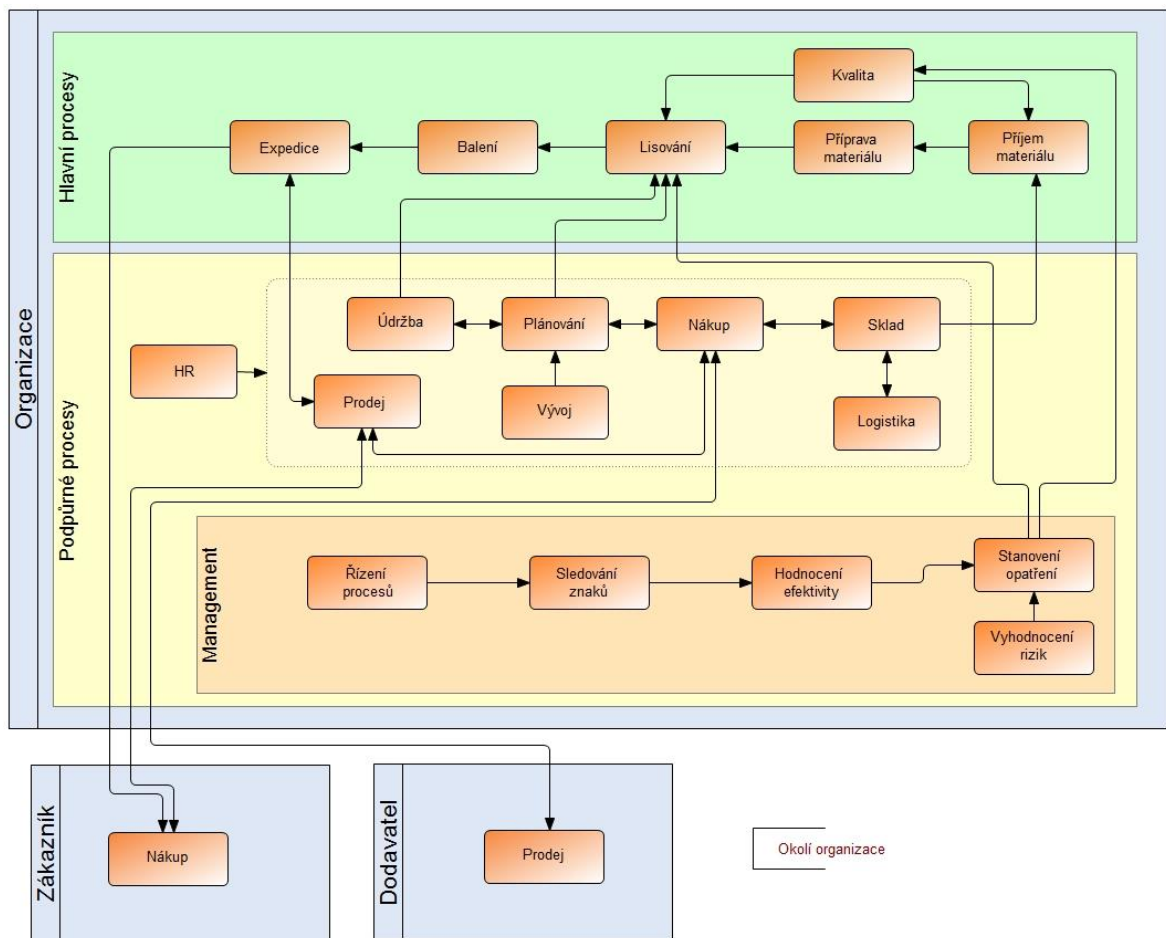 Organizace
Hlavní procesy
Kvalita
Expedice
Balení
Lisování
Příprava
materiálu
Příjem
materiálu
Podpůrné procesy
Údržba
Plánování
Nákup
Sklad
HR
Prodej
Vývoj
Logistika
Management
Řízení
procesů
Sledování
znaků
Hodnocení
efektivity
Stanovení
opatření
Vyhodnocení
rizik
Zákazník
Nákup
Dodavatel
Prodej
Okolí organizace